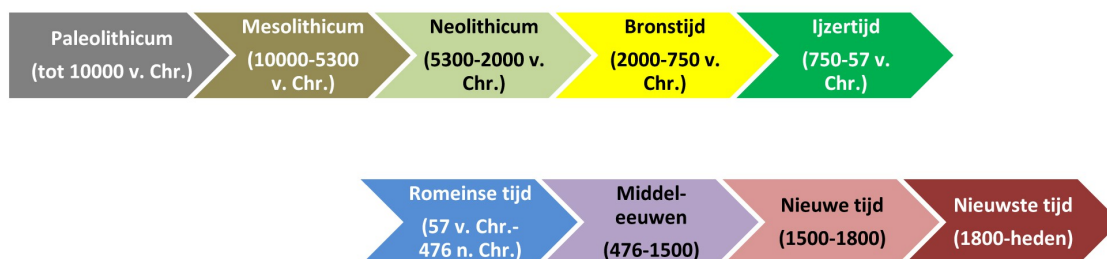 Paleolithicum
(tot 10000 v. Chr.)
Mesolithicum
(10000-5300
v. Chr.)
Neolithicum
(5300-2000 v.
Chr.)
Bronstijd
(2000-750 v.
Chr.)
Ijzertijd
(750-57 v.
Chr.)
Romeinse tijd
(57 v. Chr.-
476 n. Chr.)
Middel-
eeuwen
(476-1500)
Nieuwe tijd
(1500-1800)
Nieuwste tijd
(1800-heden)